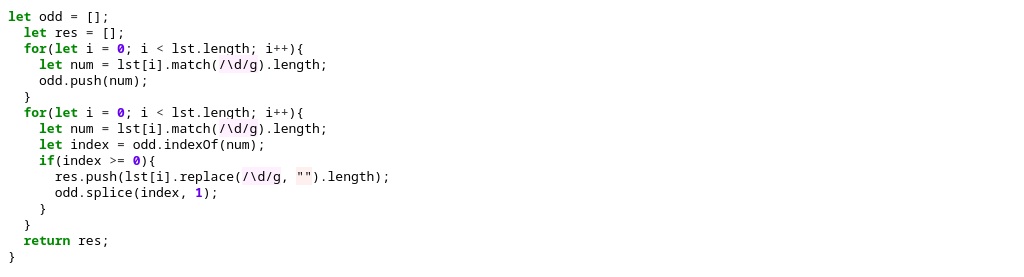 let odd = [];
  let res = [];
  for(let i = 0; i < lst.length; i++){
    let num = lst[i].match(/\d/g).length;
    odd.push(num);
  }
  for(let i = 0; i < lst.length; i++){
    let num = lst[i].match(/\d/g).length;
    let index = odd.indexOf(num);
    if(index >= 0){
      res.push(lst[i].replace(/\d/g, "").length);
      odd.splice(index, 1);
    }
  }
  return res;
}